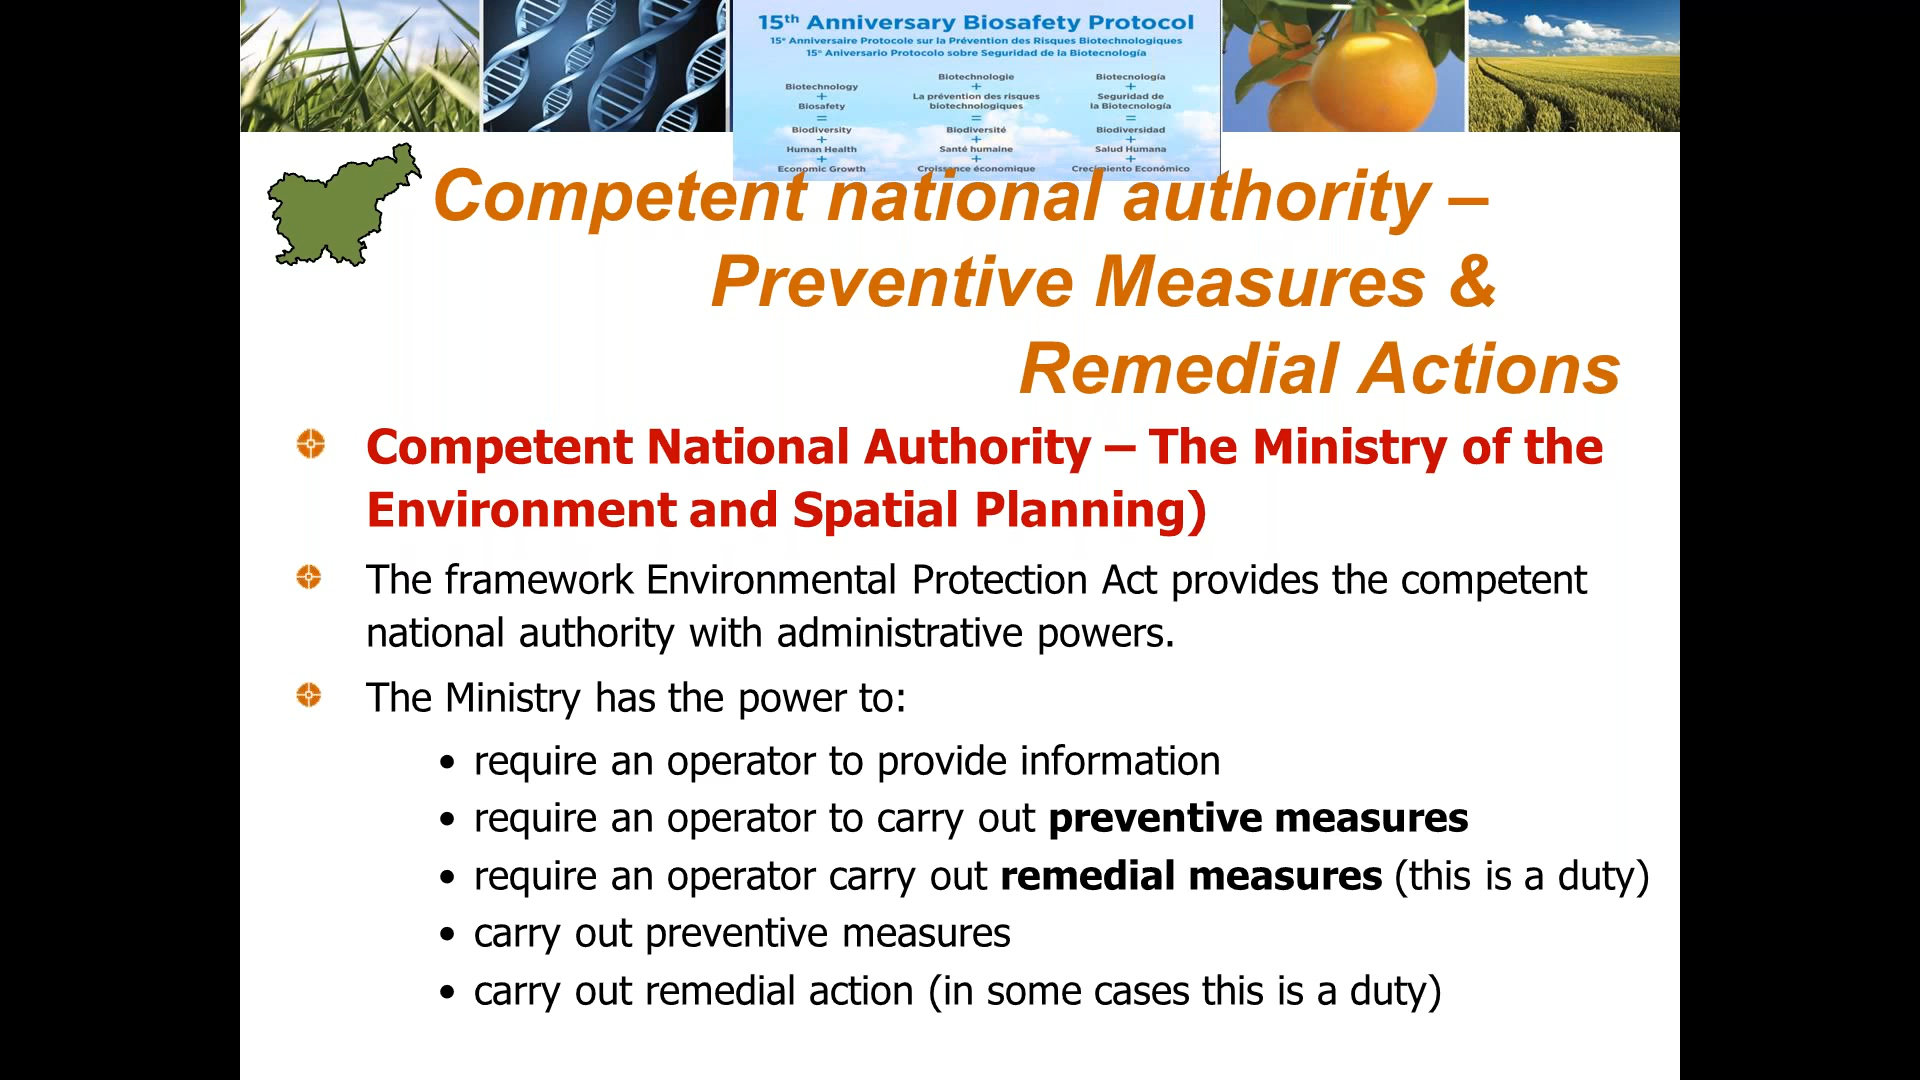 15th Anniversary Biosafety Protocol
15e Anniversaire Protocole sur la Prévention des Risques Biotechnologiques
15º Aniversario Protocolo sobre Seguridad de la Biotecnología
Biotechnology
+
Biosafety
=
Biodiversity
+
Human Health
+
Economic Growth
Biotechnologie
+
La prévention des risques
biotechnologiques
=
Biodiversité
+
Santé humaine
+
Croissance économique
Biotecnología
+
Seguridad de
la Biotecnología
=
Biodiversidad
+
Salud Humana
+
Crecimiento Económico
Competent national authority –
Preventive Measures &
Remedial Actions
Competent National Authority – The Ministry of the
Environment and Spatial Planning)
The framework Environmental Protection Act provides the competent
national authority with administrative powers.
The Ministry has the power to:
• require an operator to provide information
• require an operator to carry out preventive measures
• require an operator carry out remedial measures (this is a duty)
• carry out preventive measures
• carry out remedial action (in some cases this is a duty)